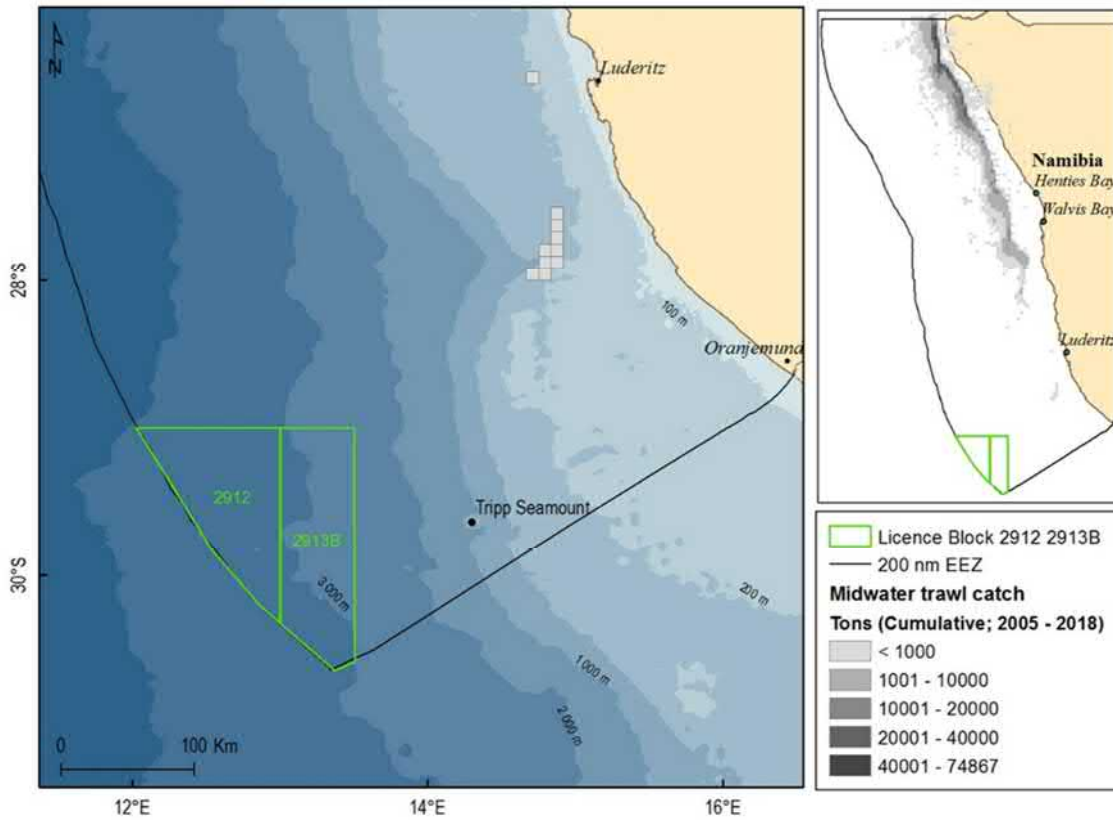 Luderitz
28°S
100 m
Oranjemund
2912
2913B
Tripp Seamount
30°S
3 000 m
200 m
1 000 m
2 000 m
0 100 Km
12°E 14°E 16°E
Namibia
Henties Bay
Walvis Bay
Luderitz
Licence Block 2912 2913B
200 nm EEZ
Midwater trawl catch
Tons (Cumulative; 2005 - 2018)
< 1000
1001 - 10000
10001 - 20000
20001 - 40000
40001 - 74867